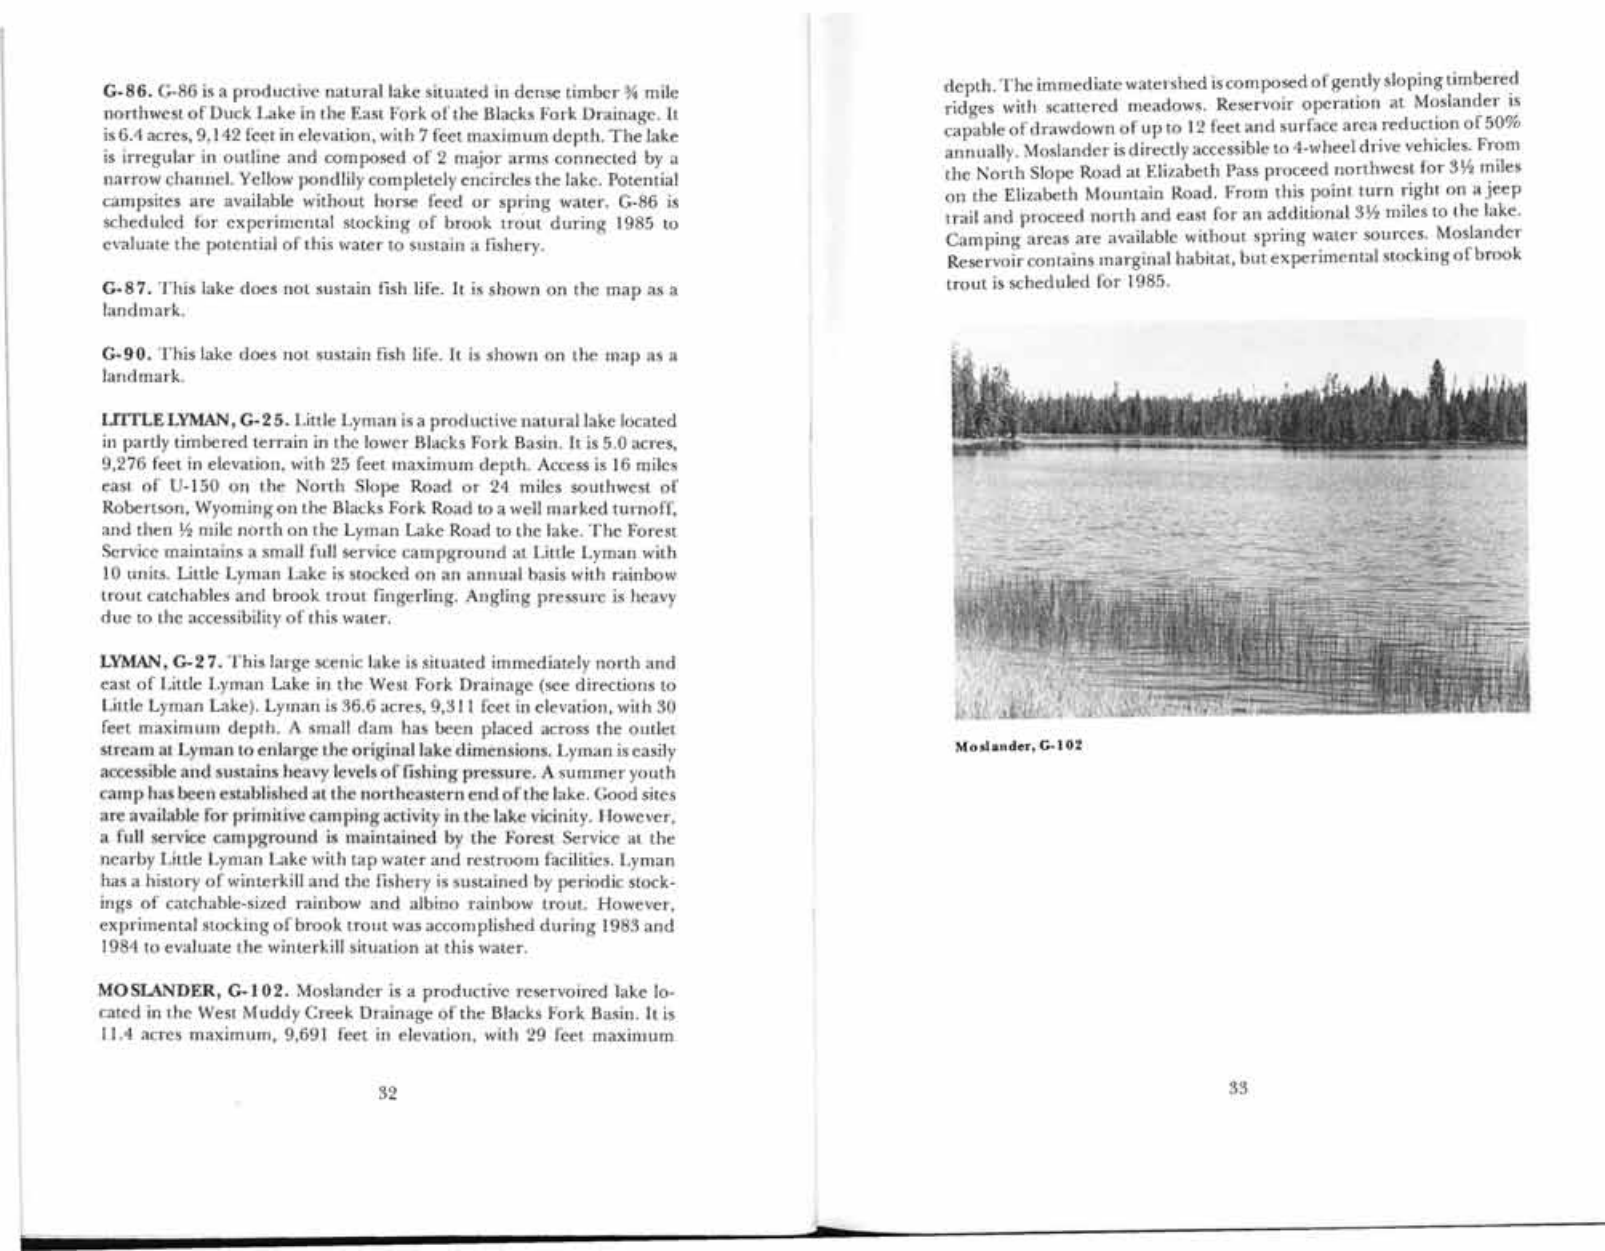 G-86. G-86 is a productive natural lake situated in dense timber ¾ mile
northwest of Duck Lake in the East Fork of the Blacks Fork Drainage. It
is 6.4 acres, 9,142 feet in elevation, with 7 feet maximum depth. The lake
is irregular in outline and composed of 2 major arms connected by a
narrow channel. Yellow pondlily completely encircles the lake. Potential
campsites are available without horse feed or spring water. G-86 is
scheduled for experimental stocking of brook trout during 1985 to
evaluate the potential of this water to sustain a fishery.
G-87. This lake does not sustain fish life. It is shown on the map as a
landmark.
G-90. This lake does not sustain fish life. It is shown on the map as a
landmark.
LITTLE LYMAN, G-25. Little Lyman is a productive natural lake located
in partly timbered terrain in the lower Blacks Fork Basin. It is 5.0 acres,
9,276 feet in elevation, with 25 feet maximum depth. Access is 16 miles
east of U-150 on the North Slope Road or 24 miles southwest of
Robertson, Wyoming on the Blacks Fork Road to a well marked turnoff,
and then ½ mile north on the Lyman Lake Road to the lake. The Forest
Service maintains a small full service campground at Little Lyman with
10 units. Little Lyman Lake is stocked on an annual basis with rainbow
trout catchables and brook trout fingerling. Angling pressure is heavy
due to the accessibility of this water.
LYMAN, G-27. This large scenic lake is situated immediately north and
east of Little Lyman Lake in the West Fork Drainage (see directions to
Little Lyman Lake). Lyman is 36.6 acres, 9,311 feet in elevation, with 30
feet maximum depth. A small dam has been placed across the outlet
stream at Lyman to enlarge the original lake dimensions. Lyman is easily
accessible and sustains heavy levels of fishing pressure. A summer youth
camp has been established at the northeastern end of the lake. Good sites
are available for primitive camping activity in the lake vicinity. However,
a full service campground is maintained by the Forest Service at the
nearby Little Lyman Lake with tap water and restroom facilities. Lyman
has a history of winterkill and the fishery is sustained by periodic stock-
ings of catchable-sized rainbow and albino rainbow trout. However,
exprimental stocking of brook trout was accomplished during 1983 and
1984 to evaluate the winterkill situation at this water.
MOSLANDER, G-102. Moslander is a productive reservoired lake lo-
cated in the West Muddy Creek Drainage of the Blacks Fork Basin. It is
11.4 acres maximum, 9,691 feet in elevation, with 29 feet maximum
32
depth. The immediate watershed is composed of gently sloping timbered
ridges with scattered meadows. Reservoir operation at Moslander is
capable of drawdown of up to 12 feet and surface area reduction of 50%
annually. Moslander is directly accessible to 4-wheel drive vehicles. From
the North Slope Road at Elizabeth Pass proceed northwest for 3½ miles
on the Elizabeth Mountain Road. From this point turn right on a jeep
trail and proceed north and east for an additional 3½ miles to the lake.
Camping areas are available without spring water sources. Moslander
Reservoir contains marginal habitat, but experimental stocking of brook
trout is scheduled for 1985.
Moslander, G-102
33